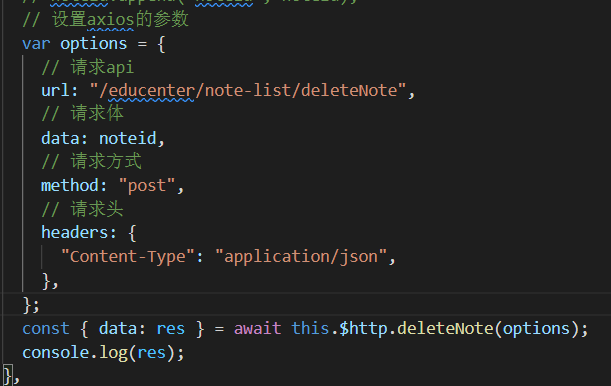 // 设置axios的参数
var options = {
// 请求api
url: "/educenter/note-list/deleteNote",
// 请求体
data: noteid,
// 请求方式
method: "post",
// 请求头
headers: {
"Content-Type": "application/json",
},
};
const { data: res } = await this.$http.deleteNote(options);
console.log(res);
},